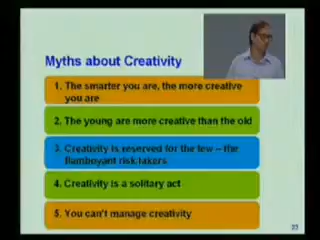 Myths about Creativity
1. The smarter you are, the more creative
you are
2. The young are more creative than the old
3. Creativity is reserved for the few – the
flamboyant risk takers
4. Creativity is a solitary act
5. You can't manage creativity